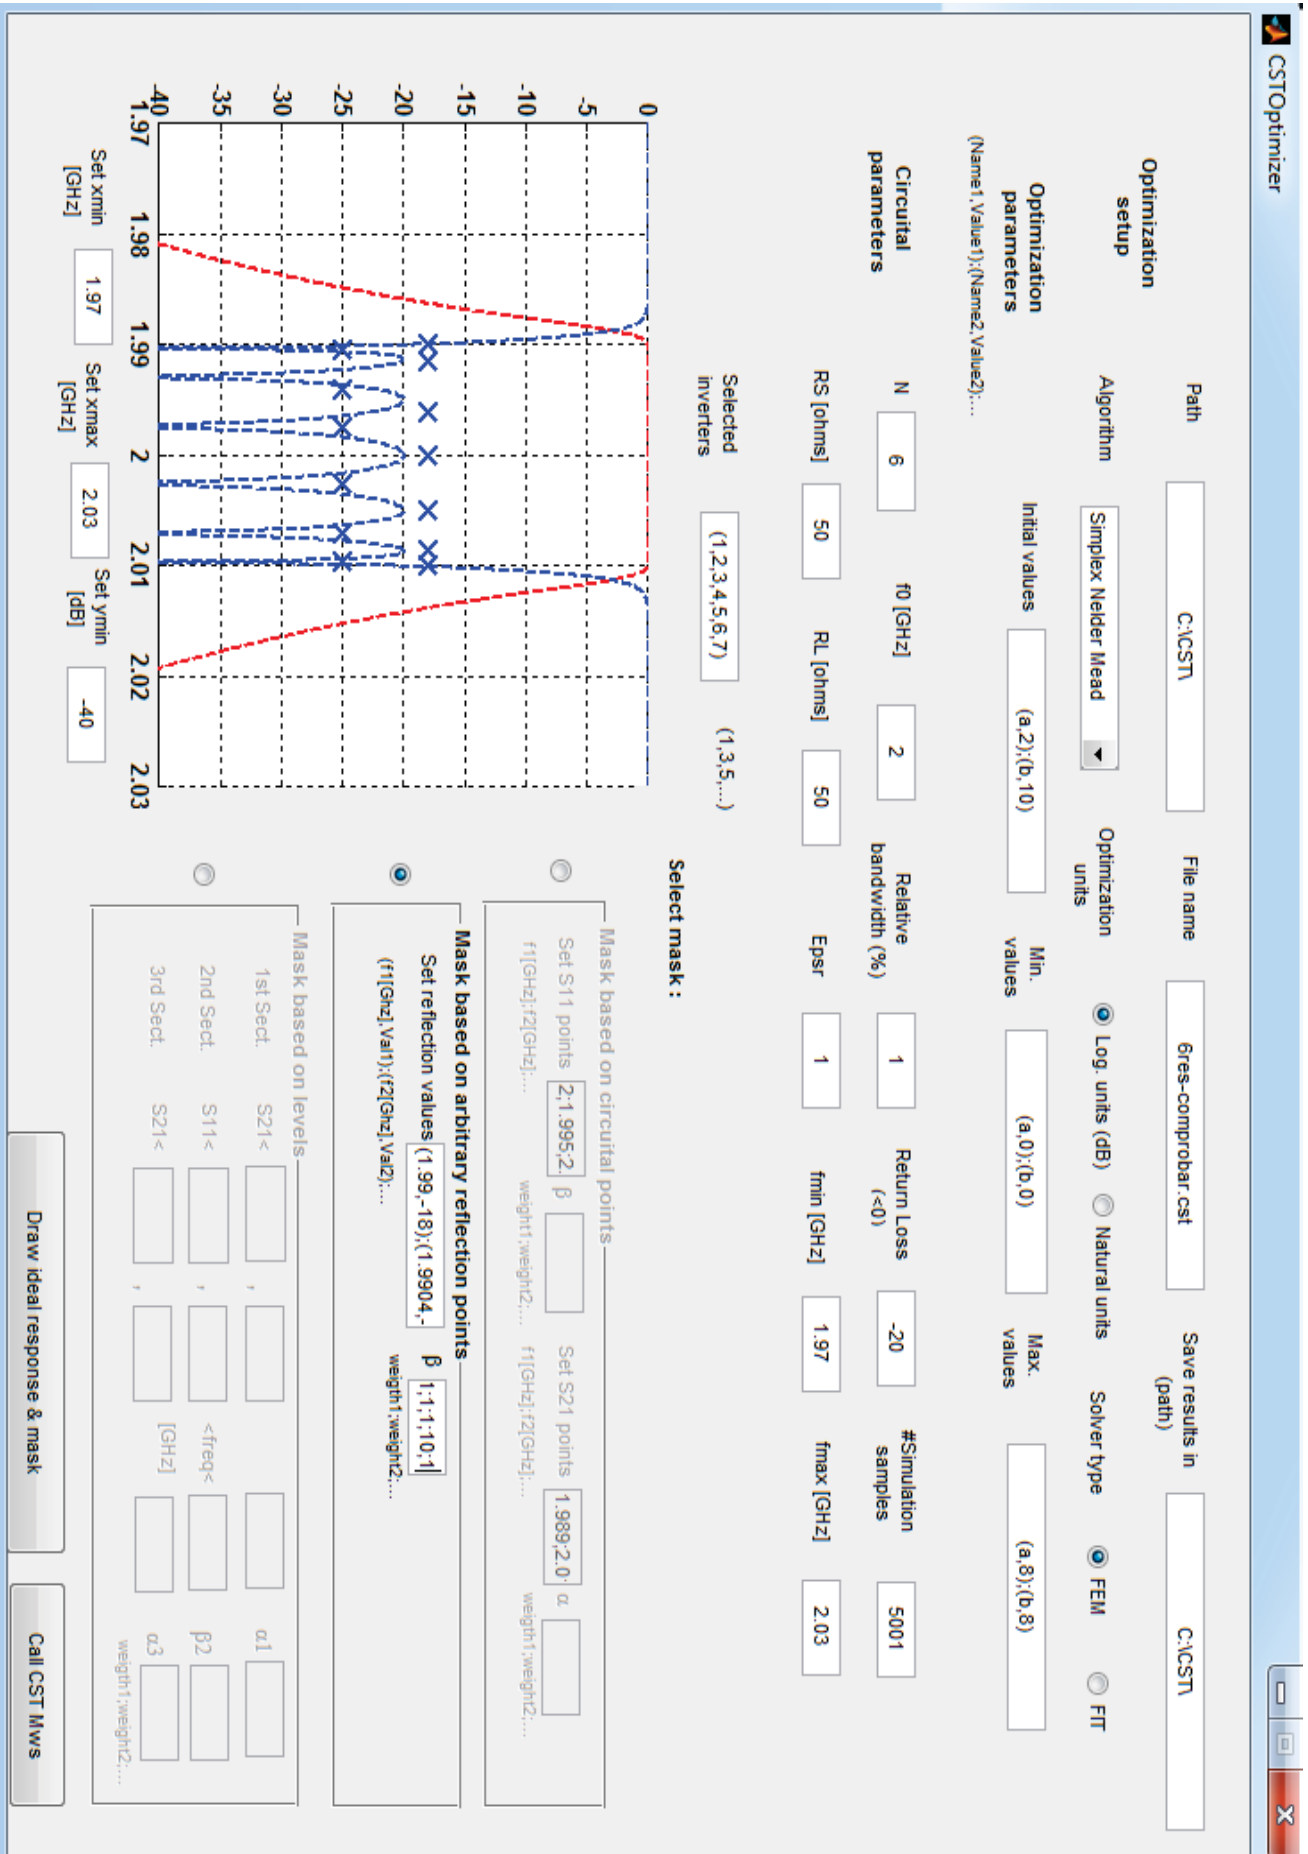 CSTOptimizer
Optimization
setup
Path
C:\CST\
File name
6res-comprobar.cst
Save results in
(path)
C:\CST\
Algorithm
Simplex Nelder Mead
Optimization
units
Log. units (dB)
Natural units
Solver type
FEM
FIT
Optimization
parameters
(Name1,Value1);(Name2,Value2);...
Initial values
(a,2);(b,10)
Min.
values
(a,0);(b,0)
Max.
values
(a,8);(b,8)
Circuital
parameters
N
6
f0 [GHz]
2
Relative
bandwidth (%)
1
Return Loss
(<0)
-20
#Simulation
samples
5001
RS [ohms]
50
RL [ohms]
50
Epsr
1
fmin [GHz]
1.97
fmax [GHz]
2.03
Selected
inverters
(1,2,3,4,5,6,7)
(1,3,5,...)
Select mask :
0
-5
-10
-15
-20
-25
-30
-35
-40
1.97
1.98
1.99
2
2.01
2.02
2.03
Set xmin
[GHz]
1.97
Set xmax
[GHz]
2.03
Set ymin
[dB]
-40
Mask based on circuital points
Set S11 points
2;1.995;2.
β
Set S21 points
1.989;2.0
α
f1[GHz];f2[GHz];...
weight1;weight2;...
f1[GHz];f2[GHz];...
weigth1;weight2;...
Mask based on arbitrary reflection points
Set reflection values
(1.99,-18);(1.9904,-
β
1;1;1;10;1
(f1[Ghz],Val1);(f2[Ghz],Val2);...
weigth1;weight2;...
Mask based on levels
1st Sect.
S21<
,
α1
2nd Sect.
S11<
,
<freq<
β2
3rd Sect.
S21<
,
[GHz]
α3
weigth1;weight2;...
Draw ideal response & mask
Call CST Mws